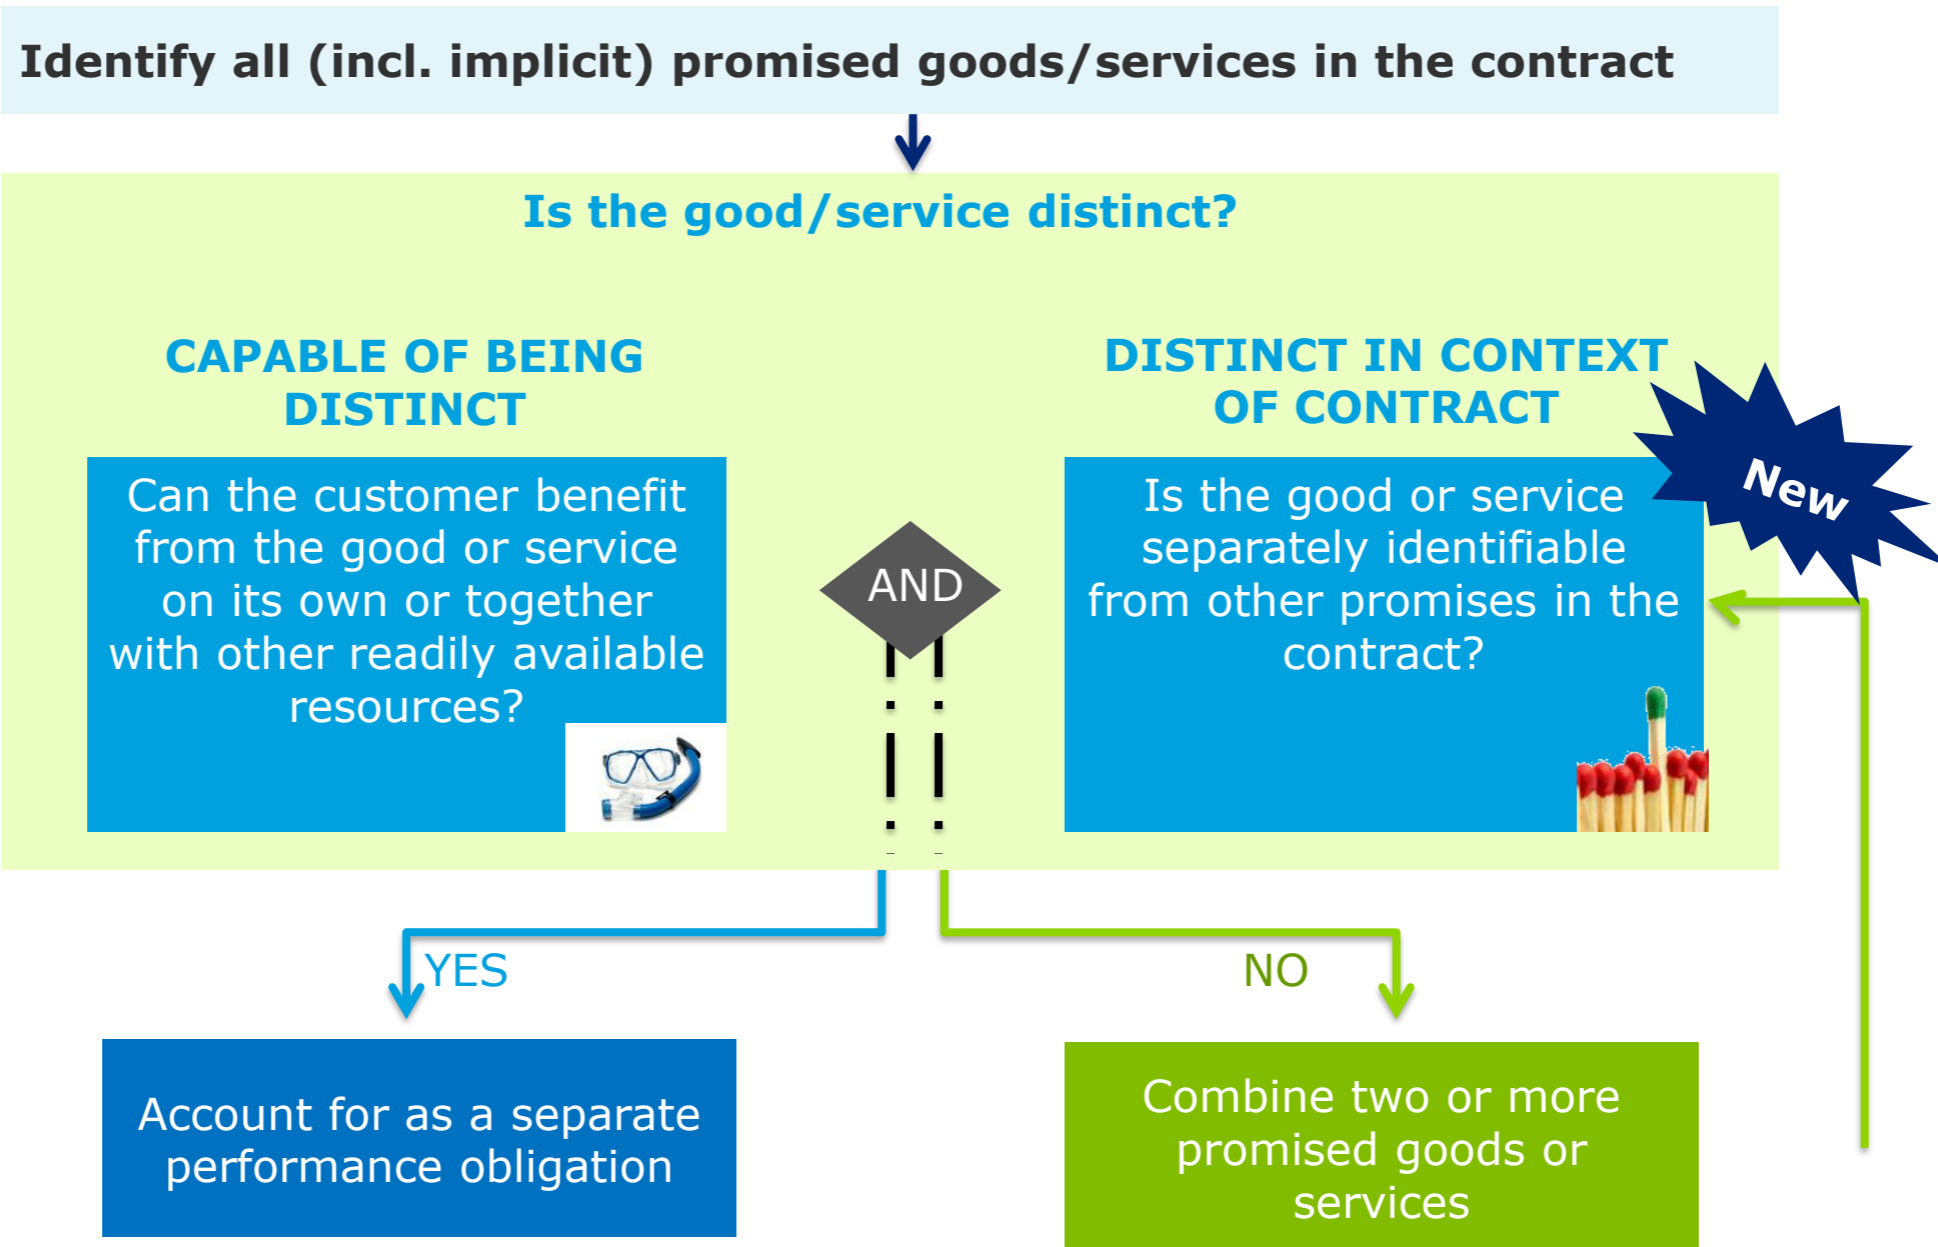 Identify all (incl. implicit) promised goods/services in the contract
Is the good/service distinct?
CAPABLE OF BEING
DISTINCT
Can the customer benefit
from the good or service
on its own or together
with other readily available
resources?
AND
DISTINCT IN CONTEXT
OF CONTRACT
New
Is the good or service
separately identifiable
from other promises in the
contract?
YES
NO
Account for as a separate
performance obligation
Combine two or more
promised goods or
services